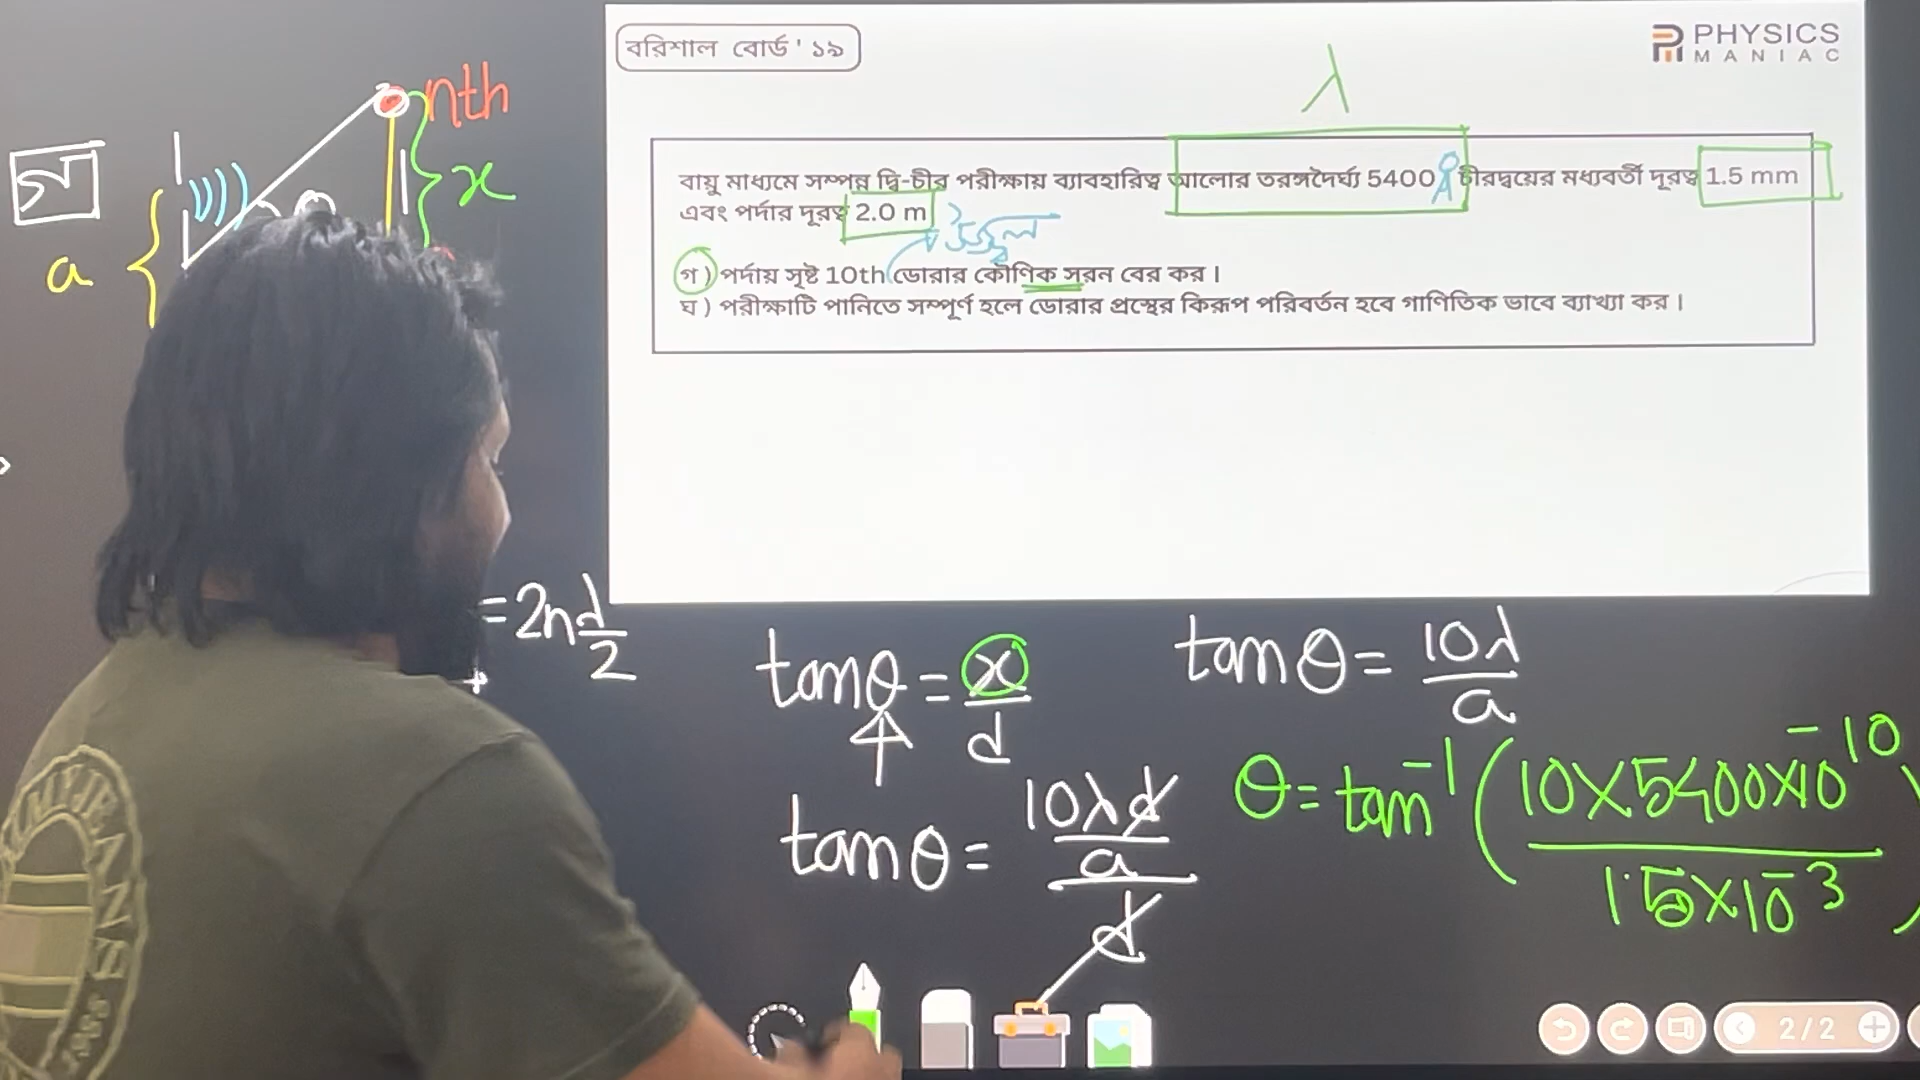 বরিশাল বোর্ড ' ১৯
PHYSICS
MANIAC
λ
nth
গ
x
a
বায়ু মাধ্যমে সম্পন্ন দ্বি-চীর পরীক্ষায় ব্যাবহারিত্ব আলোর তরঙ্গদৈর্ঘ্য 5400 Å চীরদ্বয়ের মধ্যবর্তী দূরত্ব 1.5 mm
এবং পর্দার দূরত্ব 2.0 m
উজ্জ্বল
গ) পর্দায় সৃষ্ট 10th ডোরার কৌণিক সরন বের কর।
ঘ) পরীক্ষাটি পানিতে সম্পূর্ণ হলে ডোরার প্রস্থের কিরূপ পরিবর্তন হবে গাণিতিক ভাবে ব্যাখ্যা কর।
= 2n λ/2
tanθ = x/d
tanθ = 10λ/a
θ = tan⁻¹ (10×5400×10⁻¹⁰ / 1.5×10⁻³)
tanθ = (10λd/a)/d
2/2